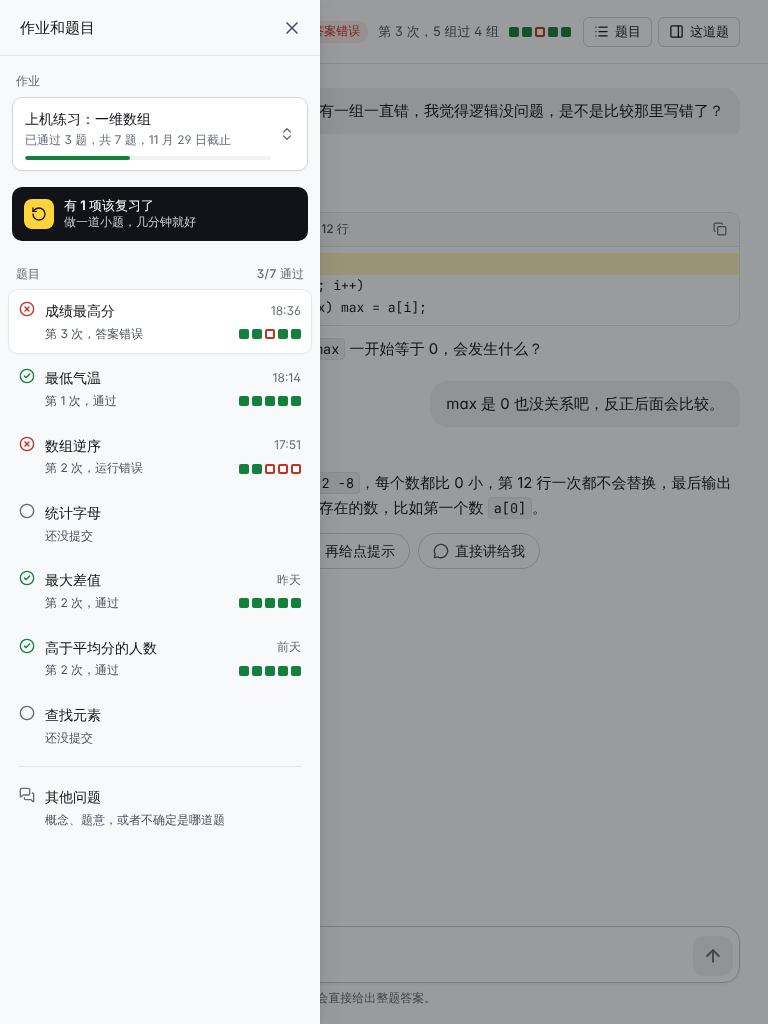 作业和题目
作业
上机练习：一维数组
已通过 3 题，共 7 题，11 月 29 日截止
有 1 项该复习了
做一道小题，几分钟就好
题目
3/7 通过
成绩最高分
18:36
第 3 次，答案错误
最低气温
18:14
第 1 次，通过
数组逆序
17:51
第 2 次，运行错误
统计字母
还没提交
最大差值
昨天
第 2 次，通过
高于平均分的人数
前天
第 2 次，通过
查找元素
还没提交
其他问题
概念、题意，或者不确定是哪道题
答案错误
第 3 次，5 组过 4 组
题目
这道题
有一组一直错，我觉得逻辑没问题，是不是比较那里写错了？
12 行
; i++)
x) max = a[i];
max 一开始等于 0，会发生什么？
max 是 0 也没关系吧，反正后面会比较。
2 -8，每个数都比 0 小，第 12 行一次都不会替换，最后输出
存在的数，比如第一个数 a[0]。
再给点提示
直接讲给我
会直接给出整题答案。